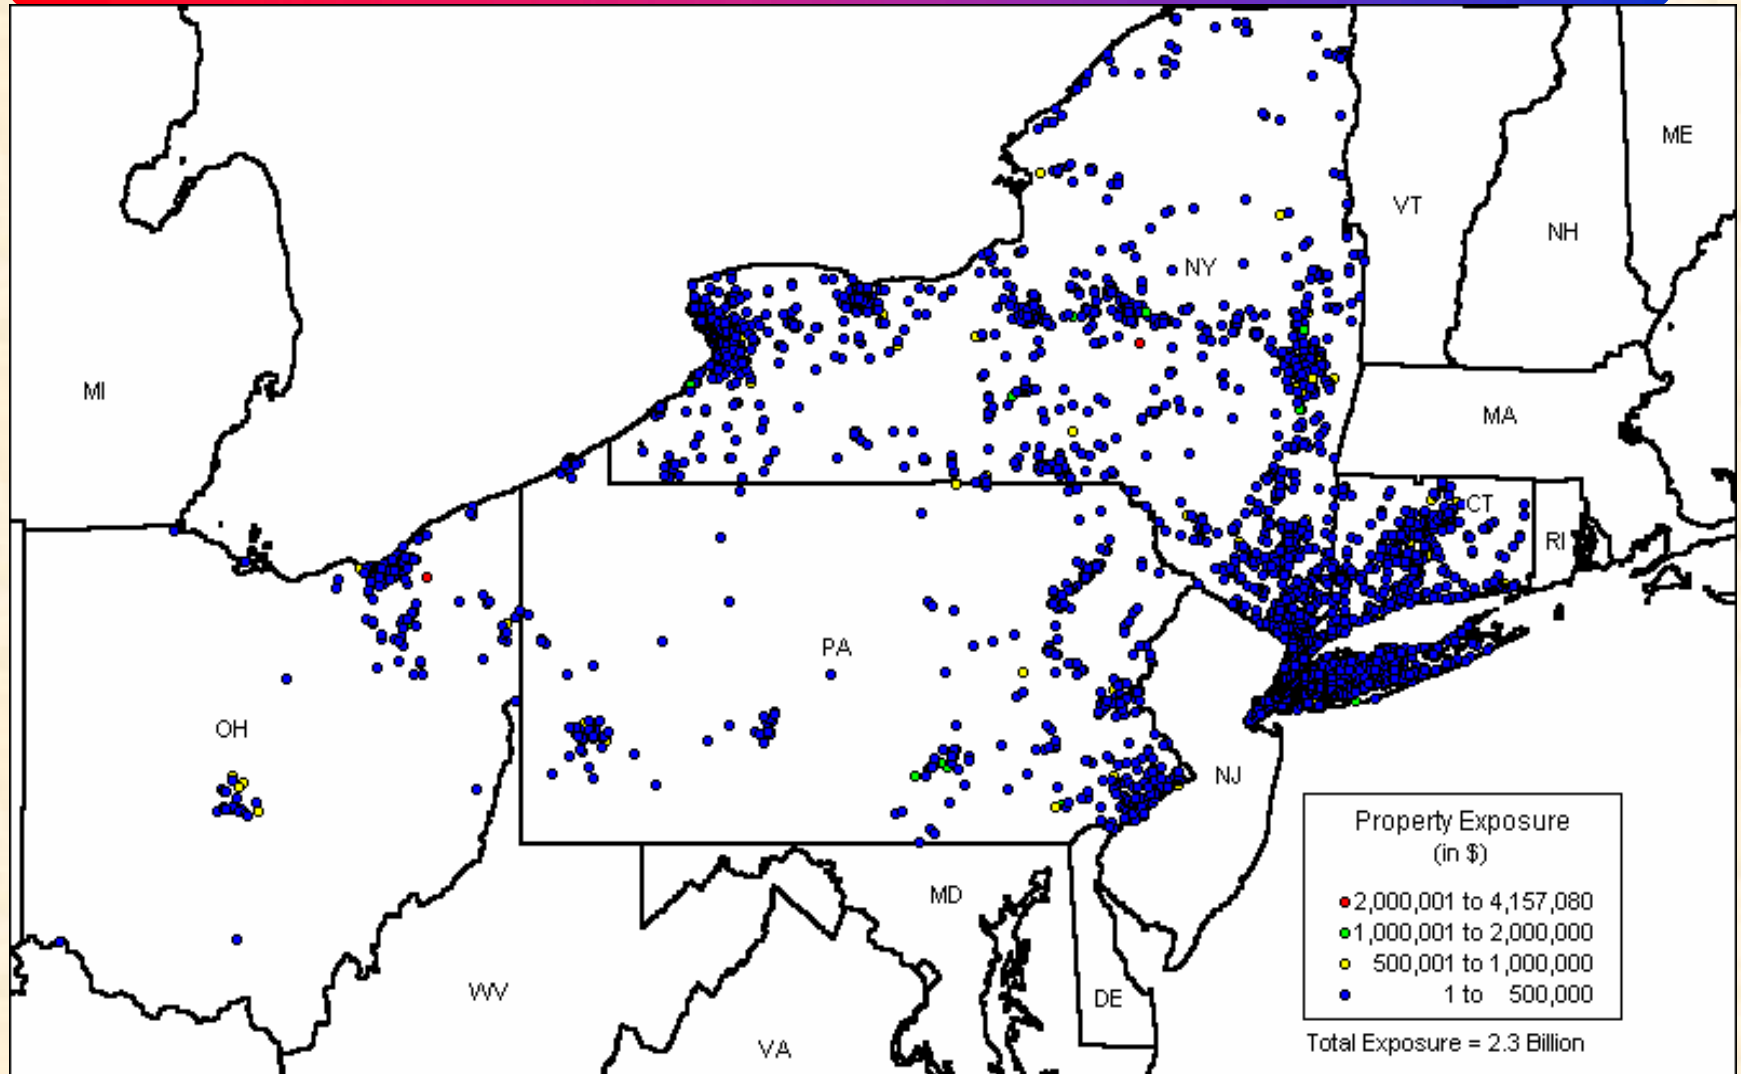 ME
VT
NH
NY
MI
MA
CT
RI
PA
OH
NJ
MD
WV
DE
VA
Property Exposure
(in $)
2,000,001 to 4,157,080
1,000,001 to 2,000,000
500,001 to 1,000,000
1 to 500,000
Total Exposure = 2.3 Billion